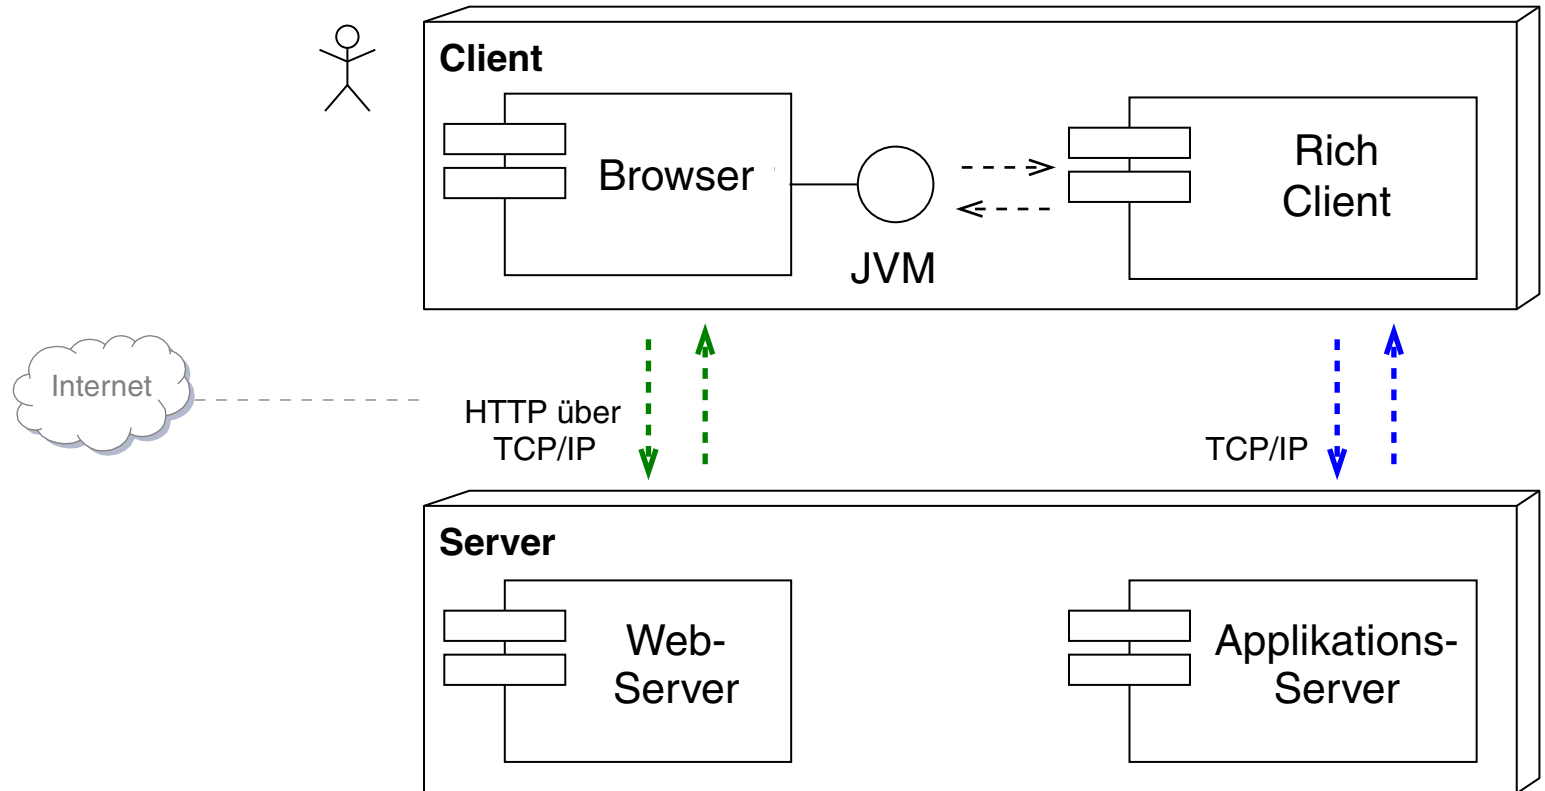 Client
Browser
JVM
Rich
Client
Internet
HTTP über
TCP/IP
TCP/IP
Server
Web-
Server
Applikations-
Server